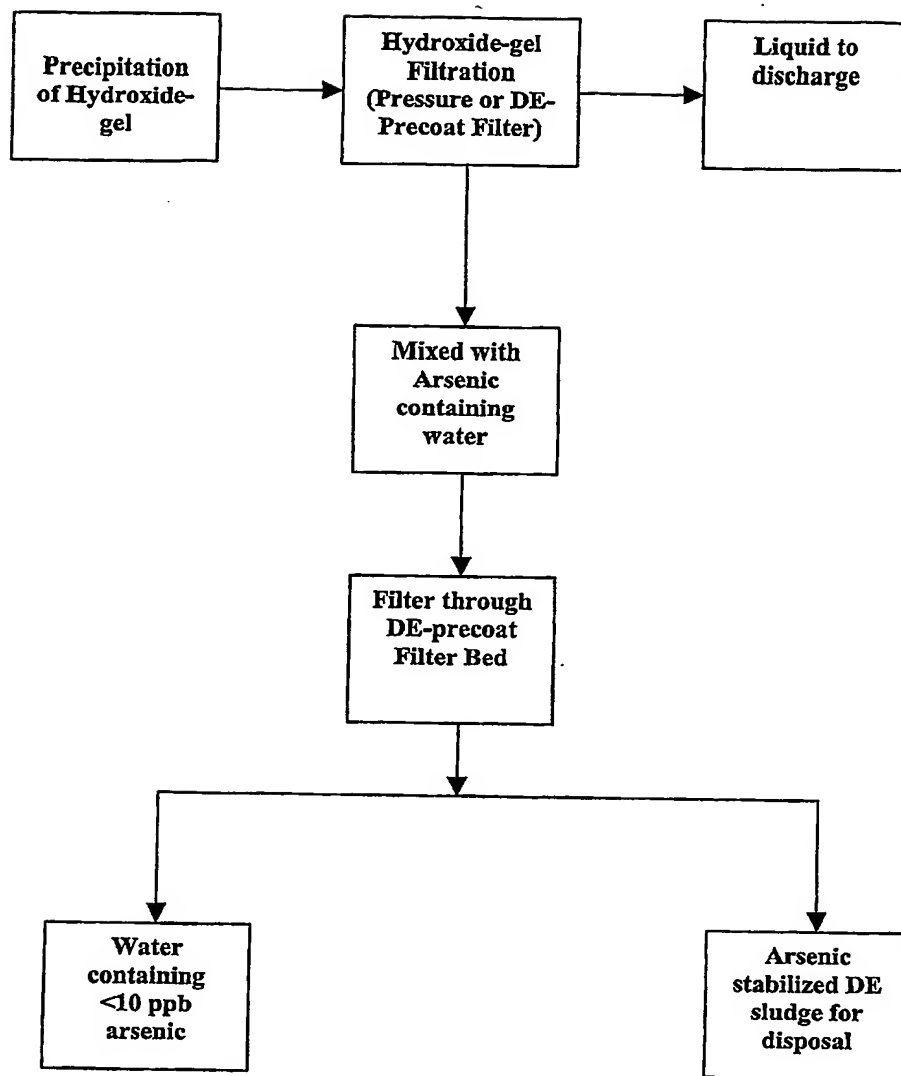 Precipitation
of Hydroxide-
gel
Hydroxide-gel
Filtration
(Pressure or DE-
Precoat Filter)
Liquid to
discharge
Mixed with
Arsenic
containing
water
Filter through
DE-precoat
Filter Bed
Water
containing
<10 ppb
arsenic
Arsenic
stabilized DE
sludge for
disposal